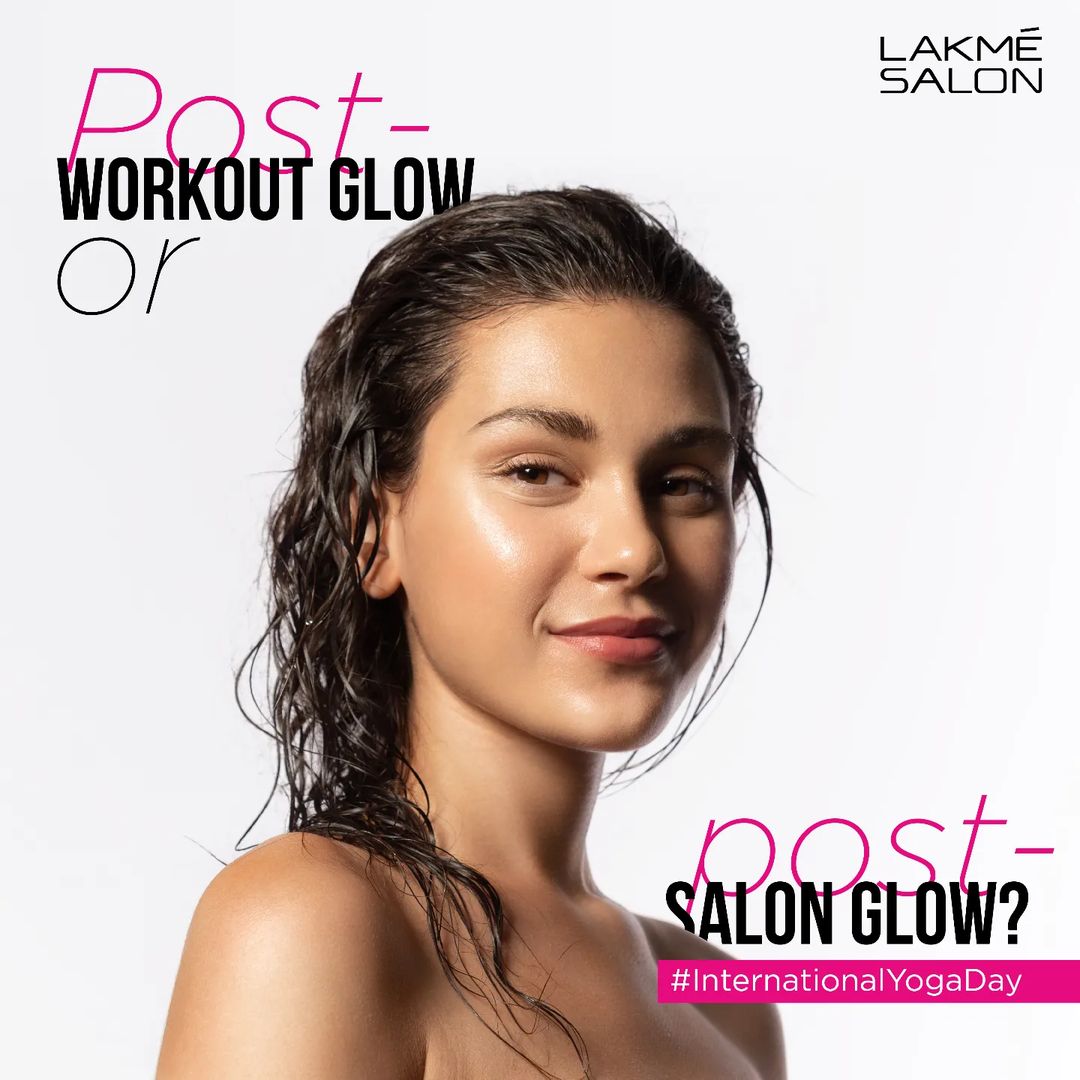 LAKMÉ
SALON
Post-
WORKOUT GLOW
or
post-
SALON GLOW?
#InternationalYogaDay